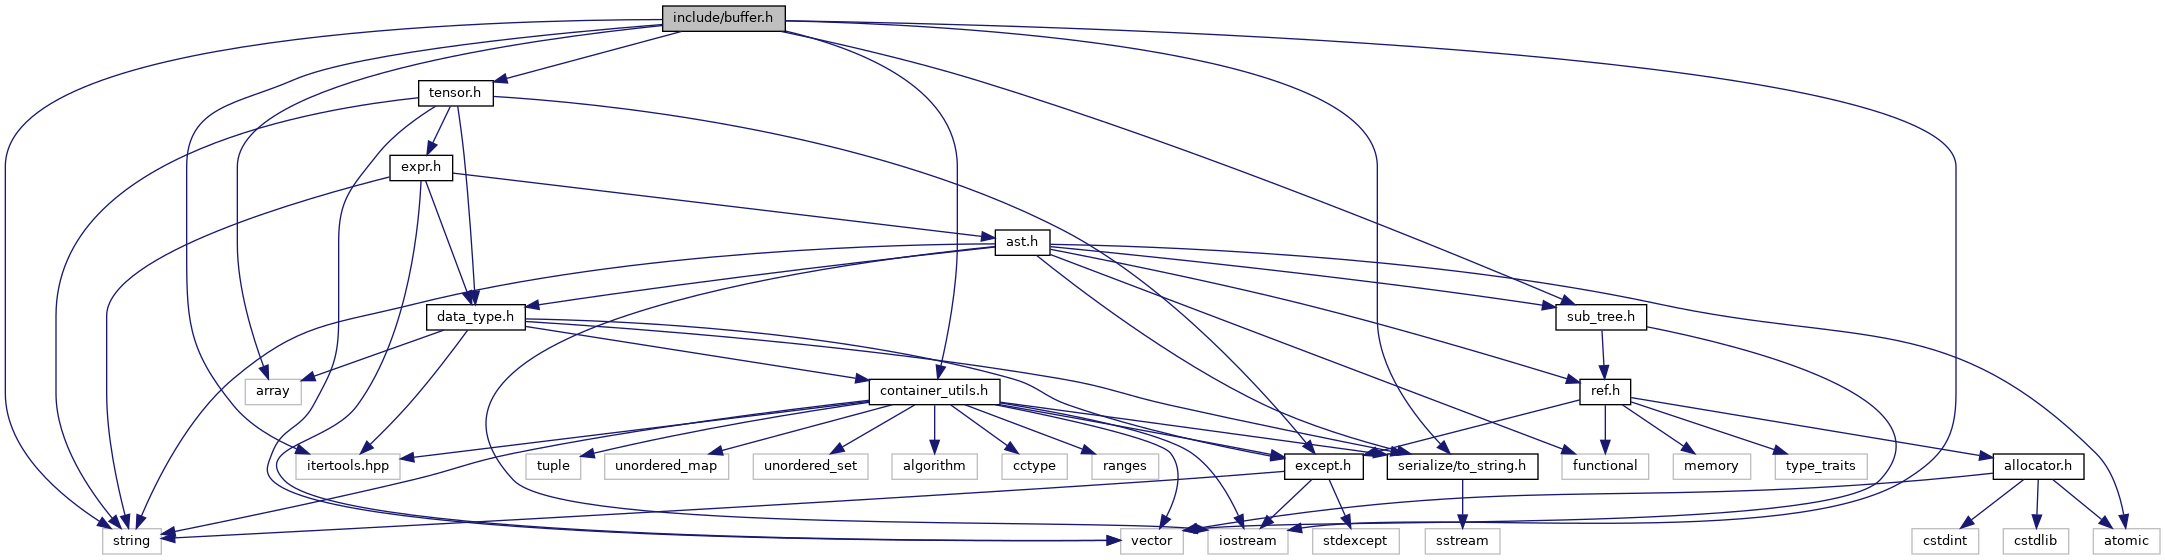 include/buffer.h
tensor.h
expr.h
ast.h
data_type.h
sub_tree.h
array
container_utils.h
ref.h
itertools.hpp
tuple
unordered_map
unordered_set
algorithm
cctype
ranges
except.h
serialize/to_string.h
functional
memory
type_traits
allocator.h
string
vector
iostream
stdexcept
sstream
cstdint
cstdlib
atomic